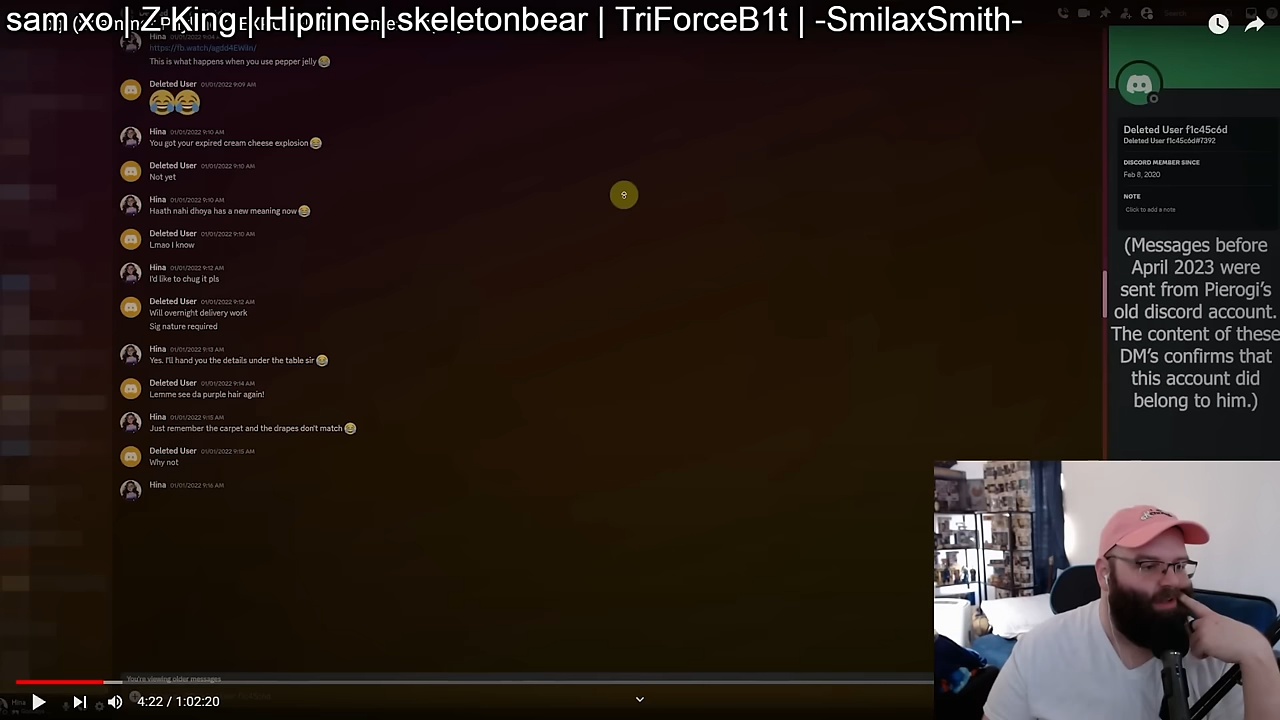 sam xo | Z King | Hiprine | skeletonbear | TriForceB1t | -SmilaxSmith-
Hina
https://fb.watch/agdd4EWiln/
This is what happens when you use pepper jelly 😂
Deleted User 01/01/2022 9:09 AM
😂😂
Hina 01/01/2022 9:10 AM
You got your expired cream cheese explosion 😂
Deleted User 01/01/2022 9:10 AM
Not yet
Hina 01/01/2022 9:10 AM
Haath nahi dhoya has a new meaning now 😂
Deleted User 01/01/2022 9:10 AM
Lmao I know
Hina 01/01/2022 9:12 AM
I'd like to chug it pls
Deleted User 01/01/2022 9:12 AM
Will overnight delivery work
Sig nature required
Hina 01/01/2022 9:13 AM
Yes. I'll hand you the details under the table sir 😂
Deleted User 01/01/2022 9:14 AM
Lemme see da purple hair again!
Hina 01/01/2022 9:15 AM
Just remember the carpet and the drapes don't match 😂
Deleted User 01/01/2022 9:15 AM
Why not
Hina 01/01/2022 9:16 AM
You're viewing older messages
Deleted User f1c45c6d
Deleted User f1c45c6d#7392
DISCORD MEMBER SINCE
Feb 8, 2020
NOTE
Click to add a note
(Messages before
April 2023 were
sent from Pierogi's
old discord account.
The content of these
DM's confirms that
this account did
belong to him.)
4:22 / 1:02:20